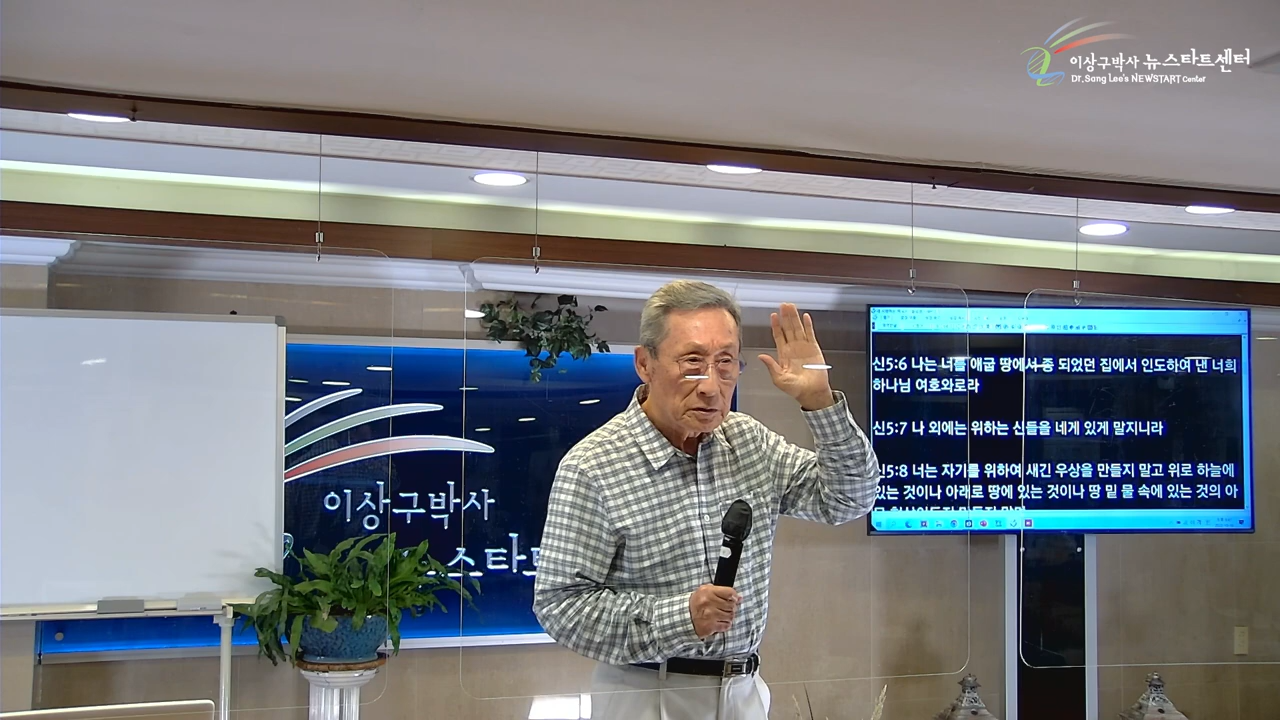 이상구박사 뉴스타트센터
Dr. Sang Lee's NEWSTART Center
신5:6 나는 너를 애굽 땅에서 종 되었던 집에서 인도하여 낸 너희
하나님 여호와로라
신5:7 나 외에는 위하는 신들을 네게 있게 말지니라
신5:8 너는 자기를 위하여 새긴 우상을 만들지 말고 위로 하늘에
있는 것이나 아래로 땅에 있는 것이나 땅 밑 물 속에 있는 것의 아
이상구박사
스타트